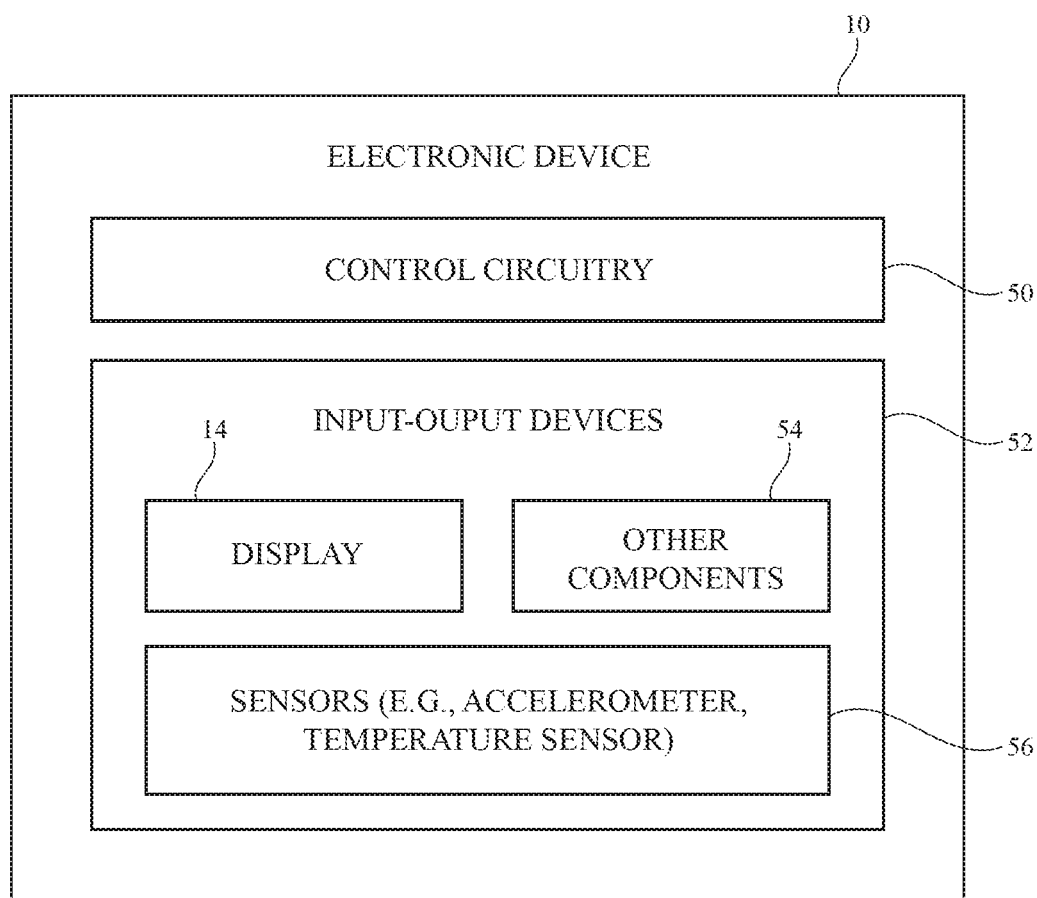 10
ELECTRONIC DEVICE
CONTROL CIRCUITRY
50
INPUT-OUPUT DEVICES
52
14
54
DISPLAY
OTHER
COMPONENTS
SENSORS (E.G., ACCELEROMETER,
TEMPERATURE SENSOR)
56